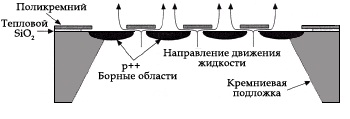 Поликремний
Тепловой
SiO2
p++
Борные области
Направление движения
жидкости
Кремниевая
подложка